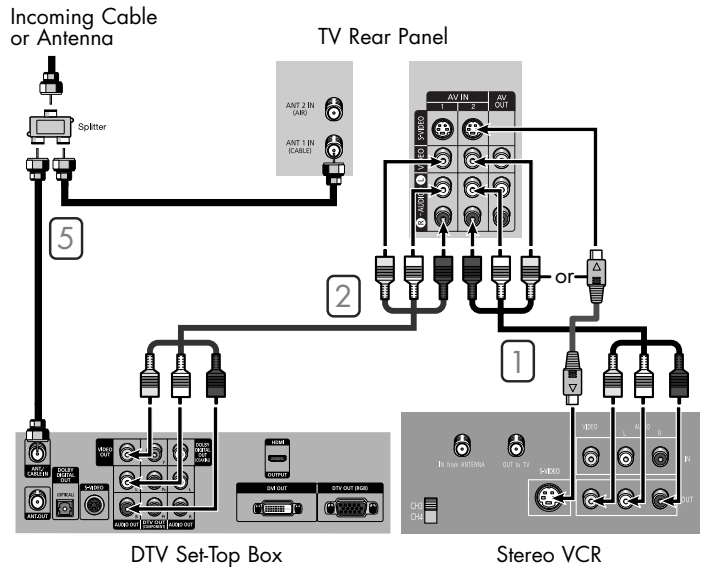 Incoming Cable
or Antenna
TV Rear Panel
Splitter
ANT 2 IN
(AIR)
ANT 1 IN
(CABLE)
AV IN
1
2
AV
OUT
S-VIDEO
VIDEO
L
R
-AUDIO-
5
2
1
or
VIDEO
OUT
DOLBY
DIGITAL
OUT
(COAXIAL)
HDMI
OUTPUT
ANT/
CABLE IN
DOLBY
DIGITAL
OUT
(OPTICAL)
S-VIDEO
ANT.OUT
AUDIO OUT
DTV OUT
(COMPONENT)
AUDIO OUT
DVI OUT
DTV OUT (RGB)
IN from ANTENNA
OUT to TV
S-VIDEO
VIDEO
AUDIO
L
R
IN
OUT
CH3
CH4
DTV Set-Top Box
Stereo VCR